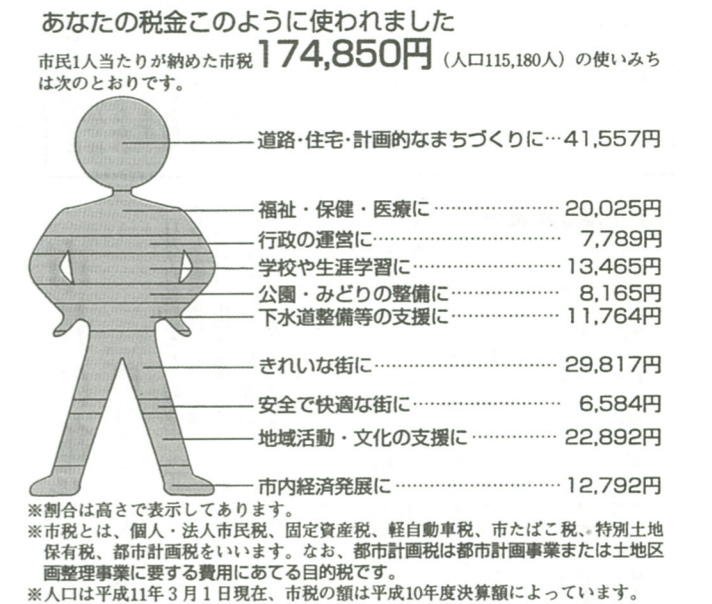 あなたの税金このように使われました
市民1人当たりが納めた市税174,850円（人口115,180人）の使いみち
は次のとおりです。
道路・住宅・計画的なまちづくりに…41,557円
福祉・保健・医療に………………… 20,025円
行政の運営に………………………… 7,789円
学校や生涯学習に…………………… 13,465円
公園・みどりの整備に……………… 8,165円
下水道整備等の支援に……………… 11,764円
きれいな街に………………………… 29,817円
安全で快適な街に…………………… 6,584円
地域活動・文化の支援に…………… 22,892円
市内経済発展に……………………… 12,792円
※割合は高さで表示してあります。
※市税とは、個人・法人市民税、固定資産税、軽自動車税、市たばこ税、特別土地
保有税、都市計画税をいいます。なお、都市計画税は都市計画事業または土地区
画整理事業に要する費用にあてる目的税です。
※人口は平成11年３月１日現在、市税の額は平成10年度決算額によっています。